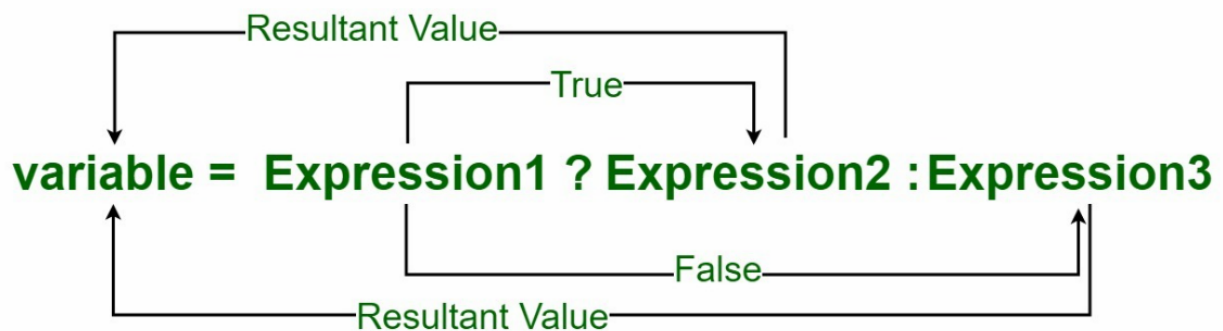 Resultant Value
True
variable = Expression1 ? Expression2 : Expression3
False
Resultant Value